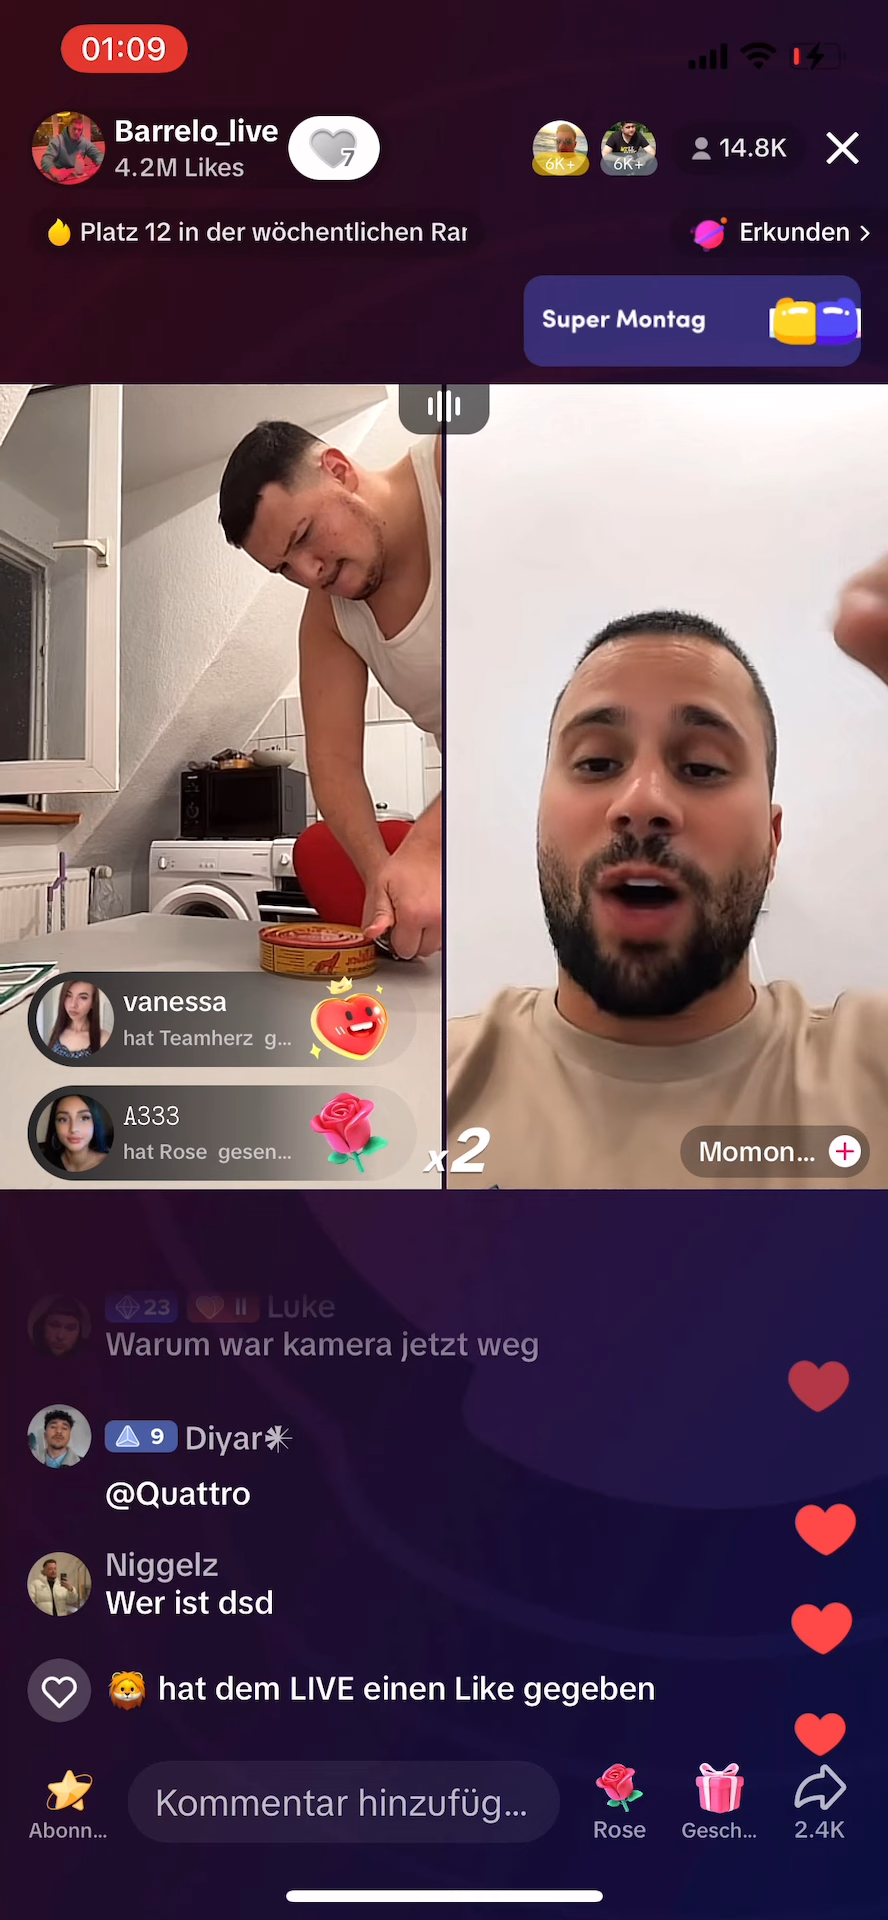 01:09
Barrelo_live
4.2M Likes
7
6K+
6K+
14.8K
Platz 12 in der wöchentlichen Ran
Erkunden
Super Montag
vanessa
hat Teamherz g...
A333
hat Rose gesen...
x2
Momon...
23 II Luke
Warum war kamera jetzt weg
9 Diyar
@Quattro
Niggelz
Wer ist dsd
hat dem LIVE einen Like gegeben
Kommentar hinzufüg...
Abonn...
Rose
Gesch...
2.4K